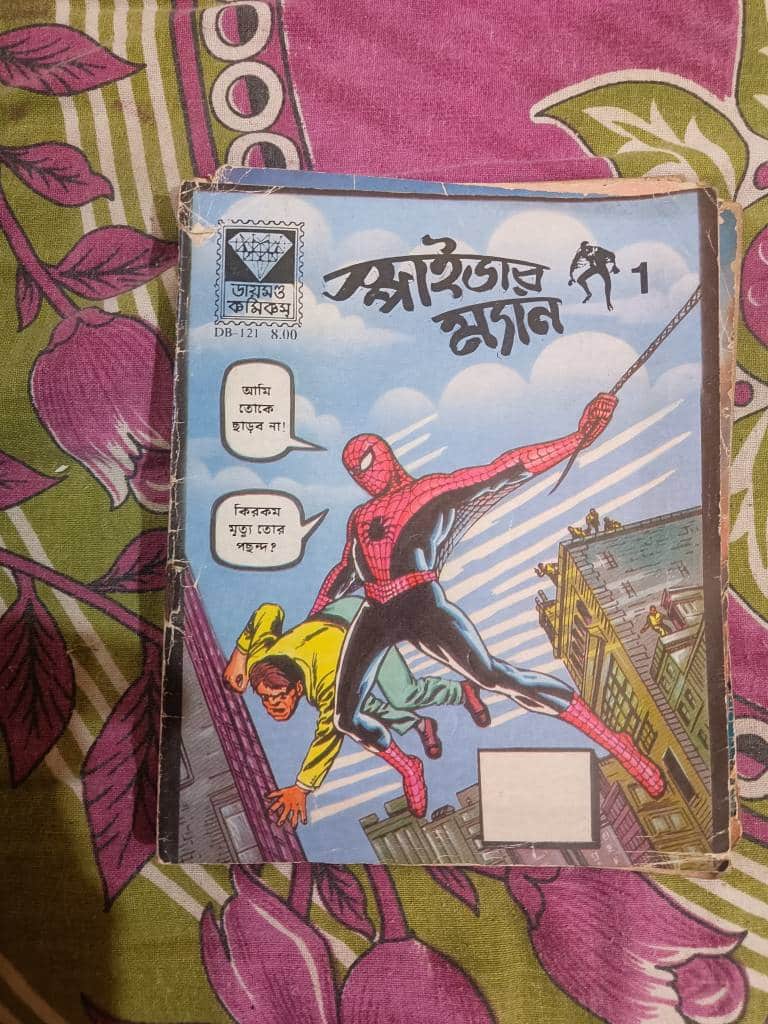 ডায়মণ্ড
কমিকস্
DB-121 8.00
স্পাইডার
ম্যান
1
আমি
তোকে
ছাড়ব না!
কিরকম
মৃত্যু তোর
পছন্দ?